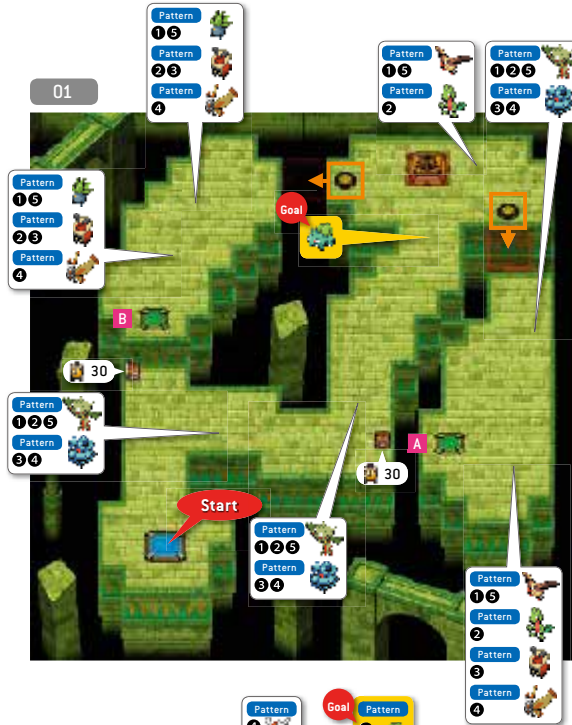 Pattern
❶❺
Pattern
❷❸
Pattern
❹
Pattern
❶❺
Pattern
❷
Pattern
❶❷❺
Pattern
❸❹
01
Pattern
❶❺
Pattern
❷❸
Pattern
❹
Goal
B
30
Pattern
❶❷❺
Pattern
❸❹
A
30
Start
Pattern
❶❷❺
Pattern
❸❹
Pattern
❶❺
Pattern
❷
Pattern
❸
Pattern
❹
Pattern
Goal
Pattern